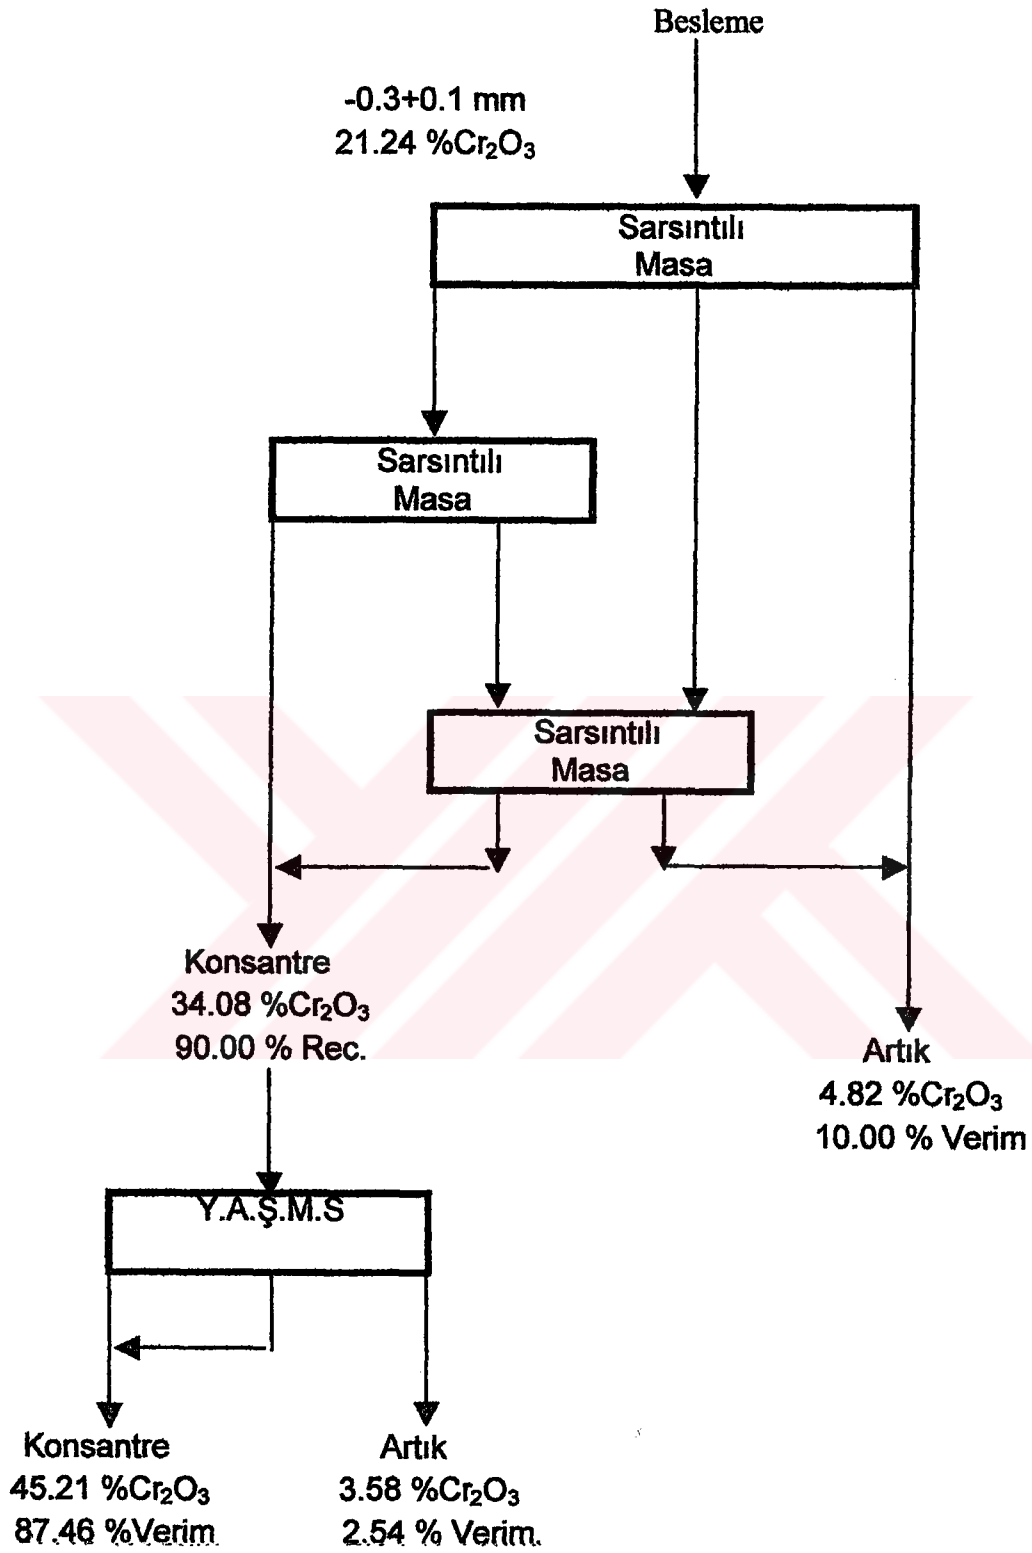 Besleme
-0.3+0.1 mm
21.24 %Cr₂O₃
Sarsıntılı
Masa
Sarsıntılı
Masa
Sarsıntılı
Masa
Konsantre
34.08 %Cr₂O₃
90.00 % Rec.
Artık
4.82 %Cr₂O₃
10.00 % Verim
Y.A.Ş.M.S
Konsantre
45.21 %Cr₂O₃
87.46 %Verim
Artık
3.58 %Cr₂O₃
2.54 % Verim.